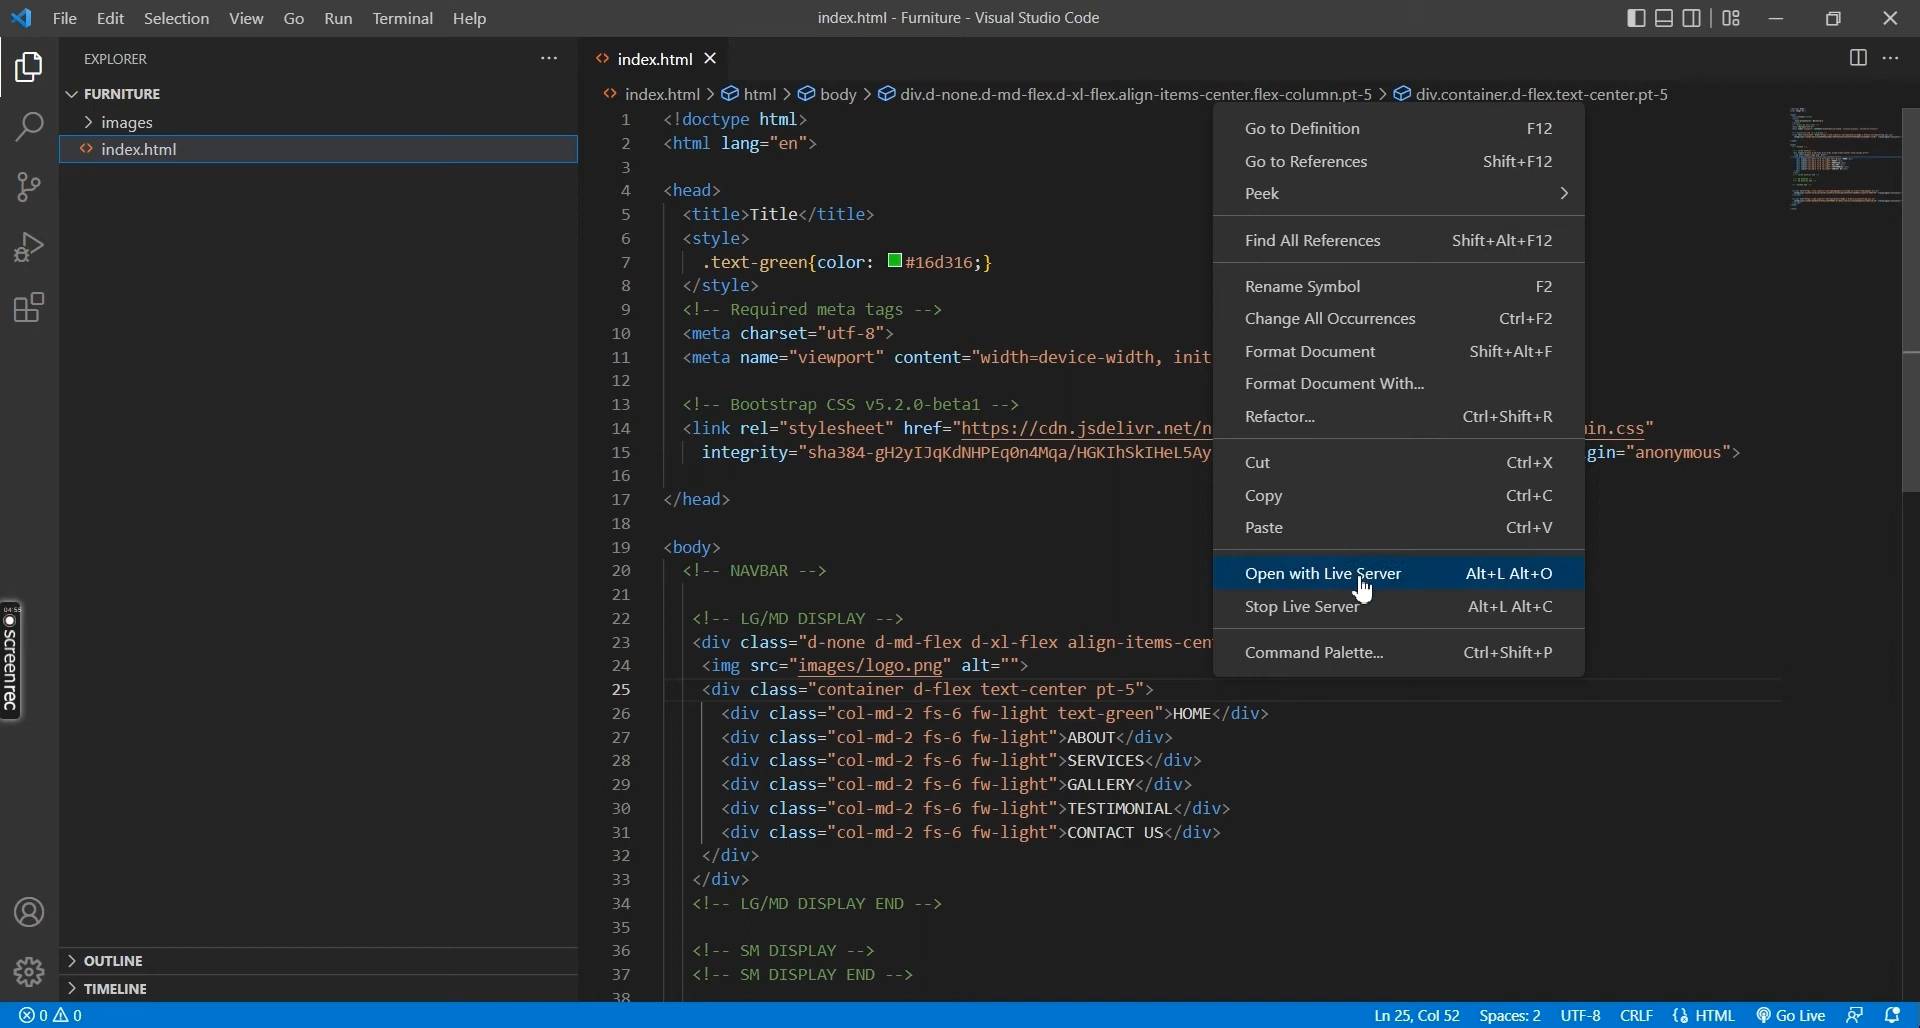 File Edit Selection View Go Run Terminal Help
index.html - Furniture - Visual Studio Code
EXPLORER
FURNITURE
images
index.html
OUTLINE
TIMELINE
04:55
screenrec
index.html
index.html > html > body > div.d-none.d-md-flex.d-xl-flex.align-items-center.flex-column.pt-5 > div.container.d-flex.text-center.pt-5
1 <!doctype html>
2 <html lang="en">
3
4 <head>
5 <title>Title</title>
6 <style>
7 .text-green{color: #16d316;}
8 </style>
9 <!-- Required meta tags -->
10 <meta charset="utf-8">
11 <meta name="viewport" content="width=device-width, init
12
13 <!-- Bootstrap CSS v5.2.0-beta1 -->
14 <link rel="stylesheet" href="https://cdn.jsdelivr.net/n in.css"
15 integrity="sha384-gH2yIJqKdNHPEq0n4Mqa/HGKIhSkIHeL5Ay gin="anonymous">
16
17 </head>
18
19 <body>
20 <!-- NAVBAR -->
21
22 <!-- LG/MD DISPLAY -->
23 <div class="d-none d-md-flex d-xl-flex align-items-cen
24 <img src="images/logo.png" alt="">
25 <div class="container d-flex text-center pt-5">
26 <div class="col-md-2 fs-6 fw-light text-green">HOME</div>
27 <div class="col-md-2 fs-6 fw-light">ABOUT</div>
28 <div class="col-md-2 fs-6 fw-light">SERVICES</div>
29 <div class="col-md-2 fs-6 fw-light">GALLERY</div>
30 <div class="col-md-2 fs-6 fw-light">TESTIMONIAL</div>
31 <div class="col-md-2 fs-6 fw-light">CONTACT US</div>
32 </div>
33 </div>
34 <!-- LG/MD DISPLAY END -->
35
36 <!-- SM DISPLAY -->
37 <!-- SM DISPLAY END -->
38
Go to Definition F12
Go to References Shift+F12
Peek
Find All References Shift+Alt+F12
Rename Symbol F2
Change All Occurrences Ctrl+F2
Format Document Shift+Alt+F
Format Document With...
Refactor... Ctrl+Shift+R
Cut Ctrl+X
Copy Ctrl+C
Paste Ctrl+V
Open with Live Server Alt+L Alt+O
Stop Live Server Alt+L Alt+C
Command Palette... Ctrl+Shift+P
0 0
Ln 25, Col 52 Spaces: 2 UTF-8 CRLF HTML Go Live